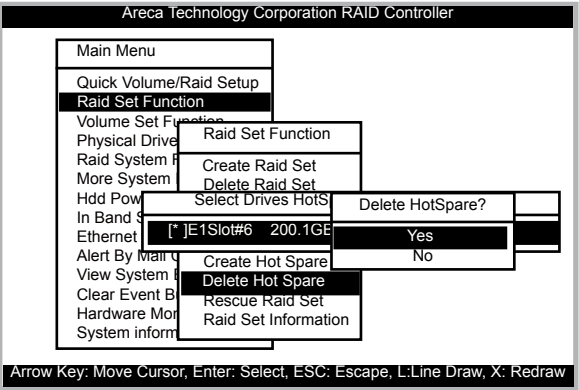 Areca Technology Corporation RAID Controller
Main Menu
Quick Volume/Raid Setup
Raid Set Function
Volume Set Function
Physical Drive
Raid System
More System
Hdd Pow
In Band
Ethernet
Alert By Mail
View System
Clear Event
Hardware Mon
System inform
Raid Set Function
Create Raid Set
Delete Raid Set
Create Hot Spare
Delete Hot Spare
Rescue Raid Set
Raid Set Information
Select Drives HotS
[* ]E1Slot#6 200.1GB
Delete HotSpare?
Yes
No
Arrow Key: Move Cursor, Enter: Select, ESC: Escape, L:Line Draw, X: Redraw